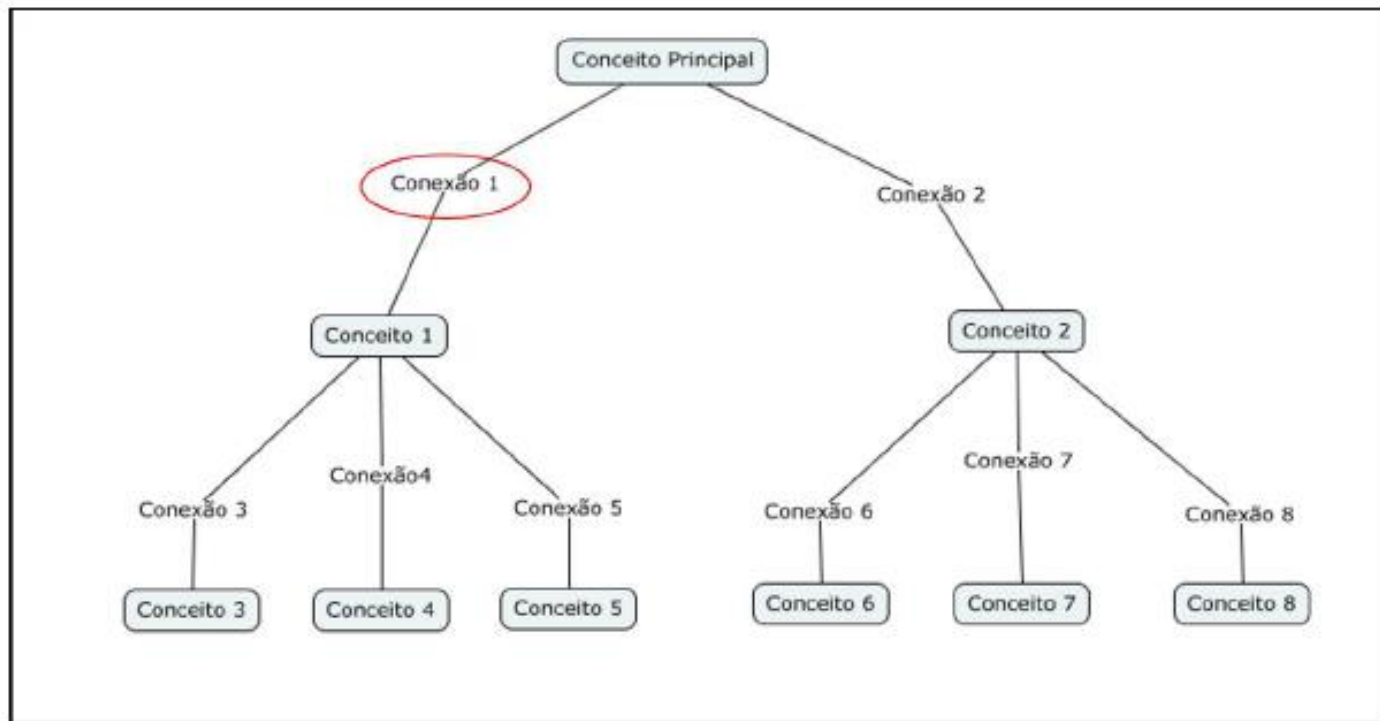 Conceito Principal
Conexão 1
Conexão 2
Conceito 1
Conceito 2
Conexão 3
Conexão4
Conexão 5
Conexão 6
Conexão 7
Conexão 8
Conceito 3
Conceito 4
Conceito 5
Conceito 6
Conceito 7
Conceito 8